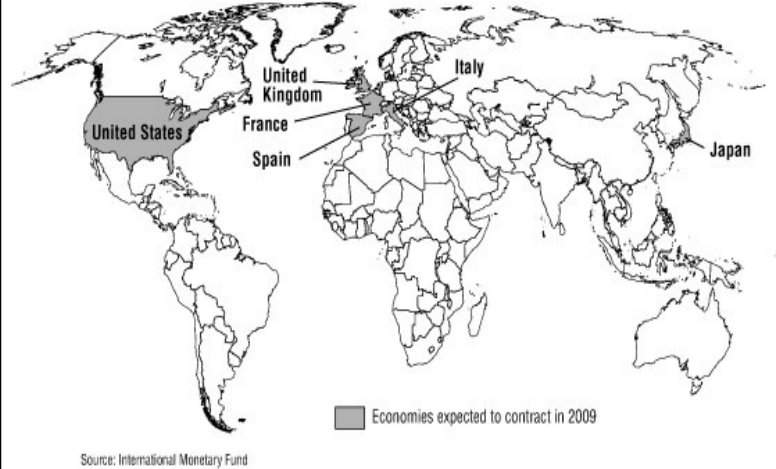 United
Kingdom
Italy
United States
France
Spain
Japan
Economies expected to contract in 2009
Source: International Monetary Fund